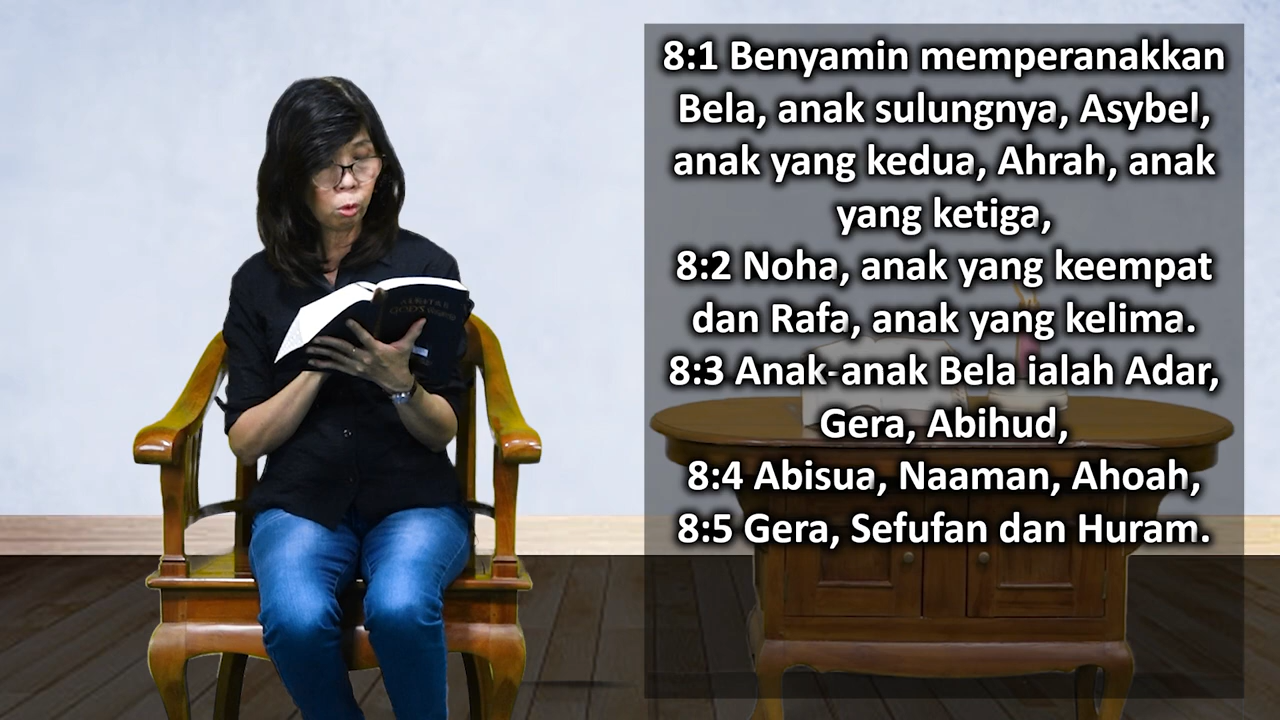 8:1 Benyamin memperanakkan
Bela, anak sulungnya, Asybel,
anak yang kedua, Ahrah, anak
yang ketiga,
8:2 Noha, anak yang keempat
dan Rafa, anak yang kelima.
8:3 Anak-anak Bela ialah Adar,
Gera, Abihud,
8:4 Abisua, Naaman, Ahoah,
8:5 Gera, Sefufan dan Huram.